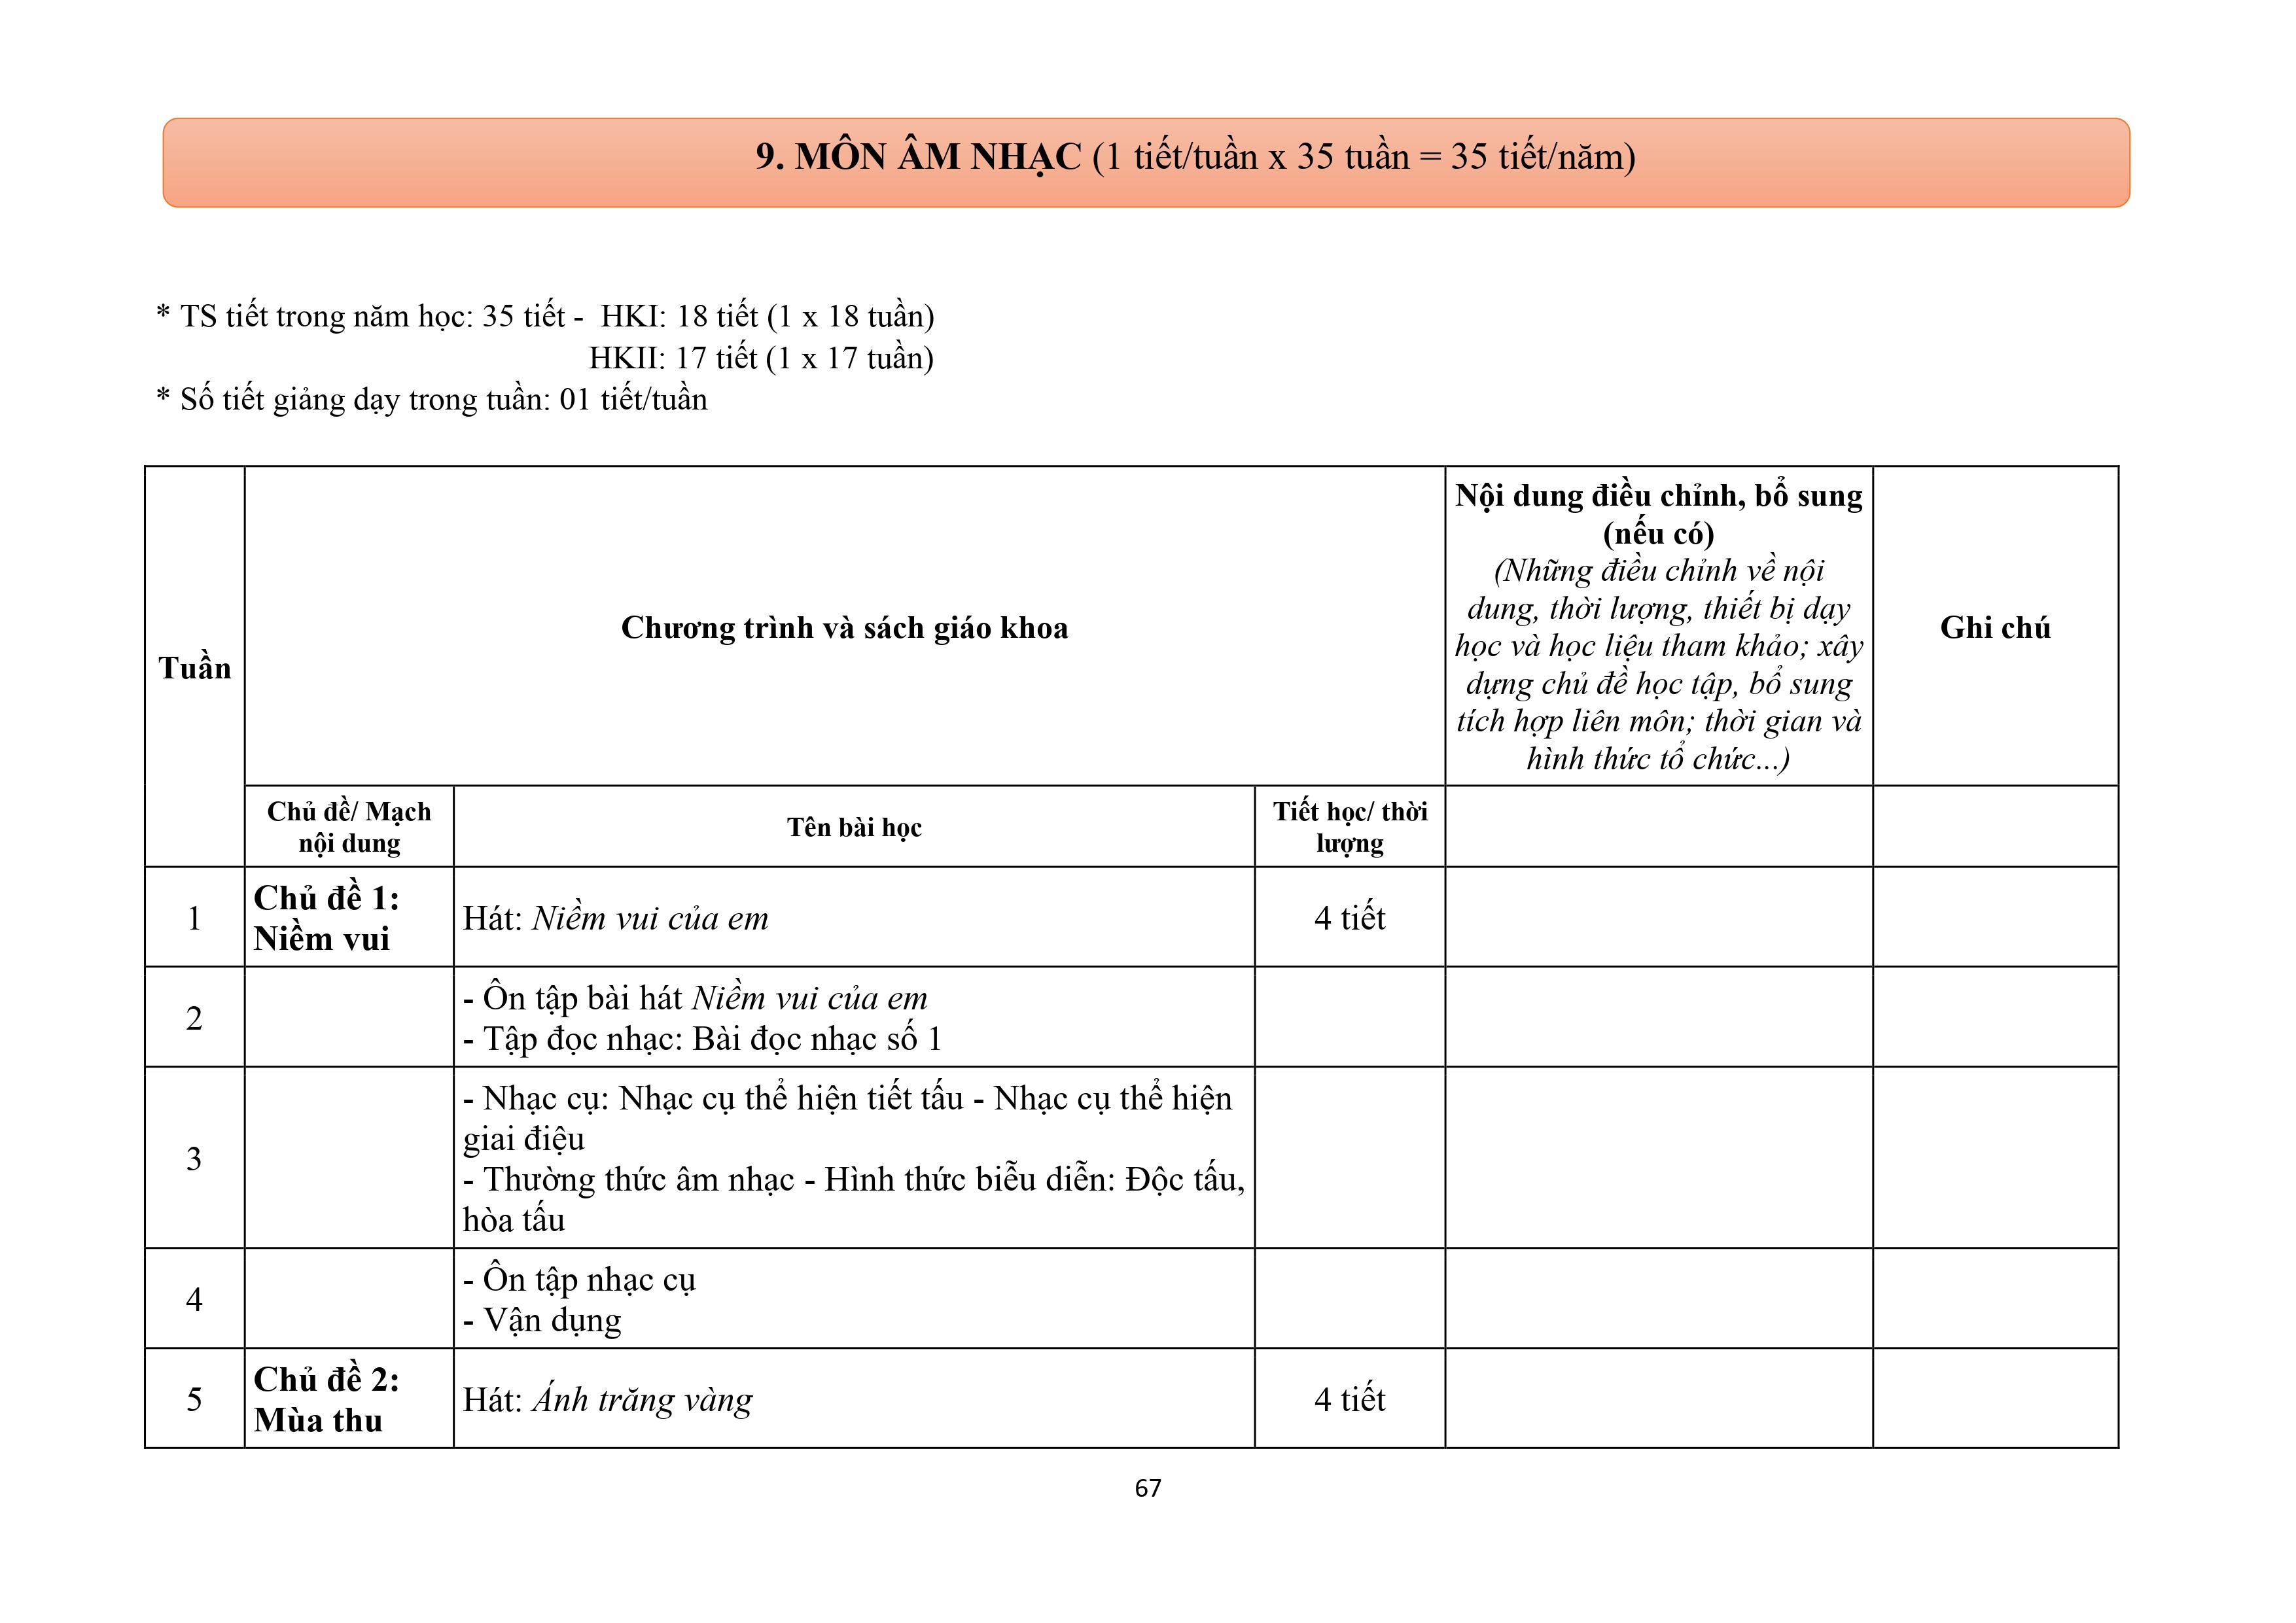 9. MÔN ÂM NHẠC (1 tiết/tuần x 35 tuần = 35 tiết/năm)
* TS tiết trong năm học: 35 tiết - HKI: 18 tiết (1 x 18 tuần)
HKII: 17 tiết (1 x 17 tuần)
* Số tiết giảng dạy trong tuần: 01 tiết/tuần
Tuần
Chương trình và sách giáo khoa
Nội dung điều chỉnh, bổ sung
(nếu có)
(Những điều chỉnh về nội
dung, thời lượng, thiết bị dạy
học và học liệu tham khảo; xây
dựng chủ đề học tập, bổ sung
tích hợp liên môn; thời gian và
hình thức tổ chức...)
Ghi chú
Chủ đề/ Mạch
nội dung
Tên bài học
Tiết học/ thời
lượng
1
Chủ đề 1:
Niềm vui
Hát: Niềm vui của em
4 tiết
2
- Ôn tập bài hát Niềm vui của em
- Tập đọc nhạc: Bài đọc nhạc số 1
3
- Nhạc cụ: Nhạc cụ thể hiện tiết tấu - Nhạc cụ thể hiện
giai điệu
- Thường thức âm nhạc - Hình thức biễu diễn: Độc tấu,
hòa tấu
4
- Ôn tập nhạc cụ
- Vận dụng
5
Chủ đề 2:
Mùa thu
Hát: Ánh trăng vàng
4 tiết
67